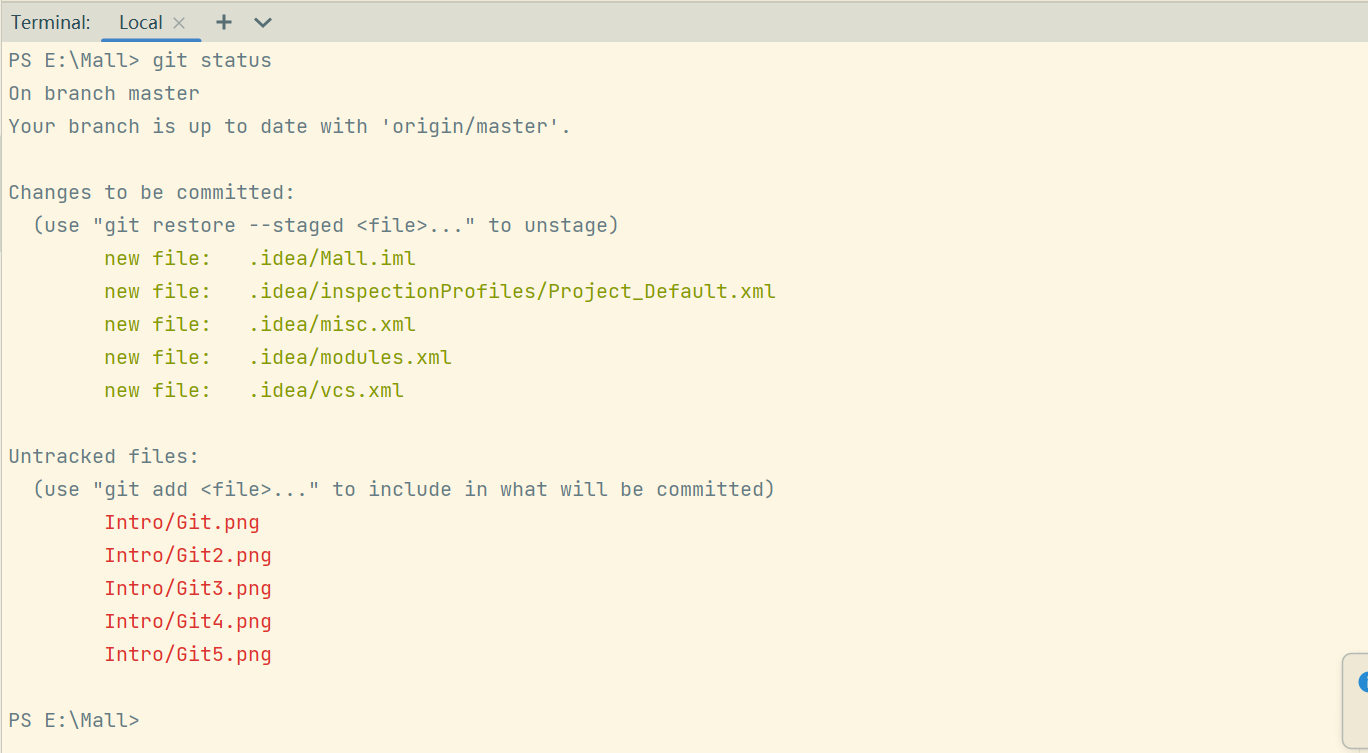 Terminal: Local
PS E:\Mall> git status
On branch master
Your branch is up to date with 'origin/master'.
Changes to be committed:
  (use "git restore --staged <file>..." to unstage)
        new file:   .idea/Mall.iml
        new file:   .idea/inspectionProfiles/Project_Default.xml
        new file:   .idea/misc.xml
        new file:   .idea/modules.xml
        new file:   .idea/vcs.xml
Untracked files:
  (use "git add <file>..." to include in what will be committed)
        Intro/Git.png
        Intro/Git2.png
        Intro/Git3.png
        Intro/Git4.png
        Intro/Git5.png
PS E:\Mall>